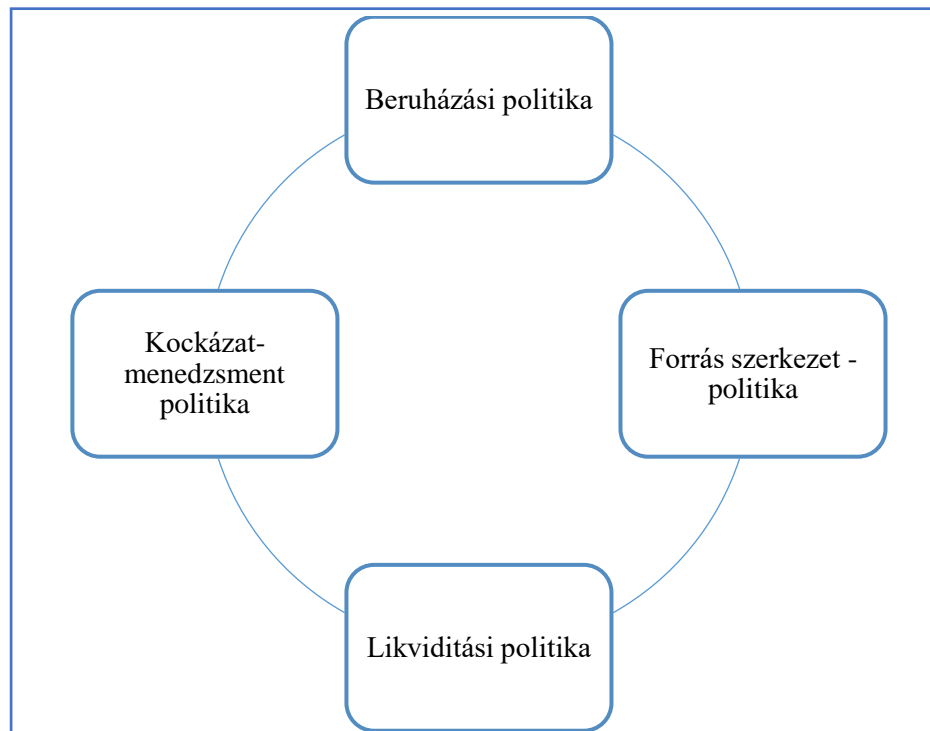 Beruházási politika
Kockázat-
menedzsment
politika
Forrás szerkezet -
politika
Likviditási politika